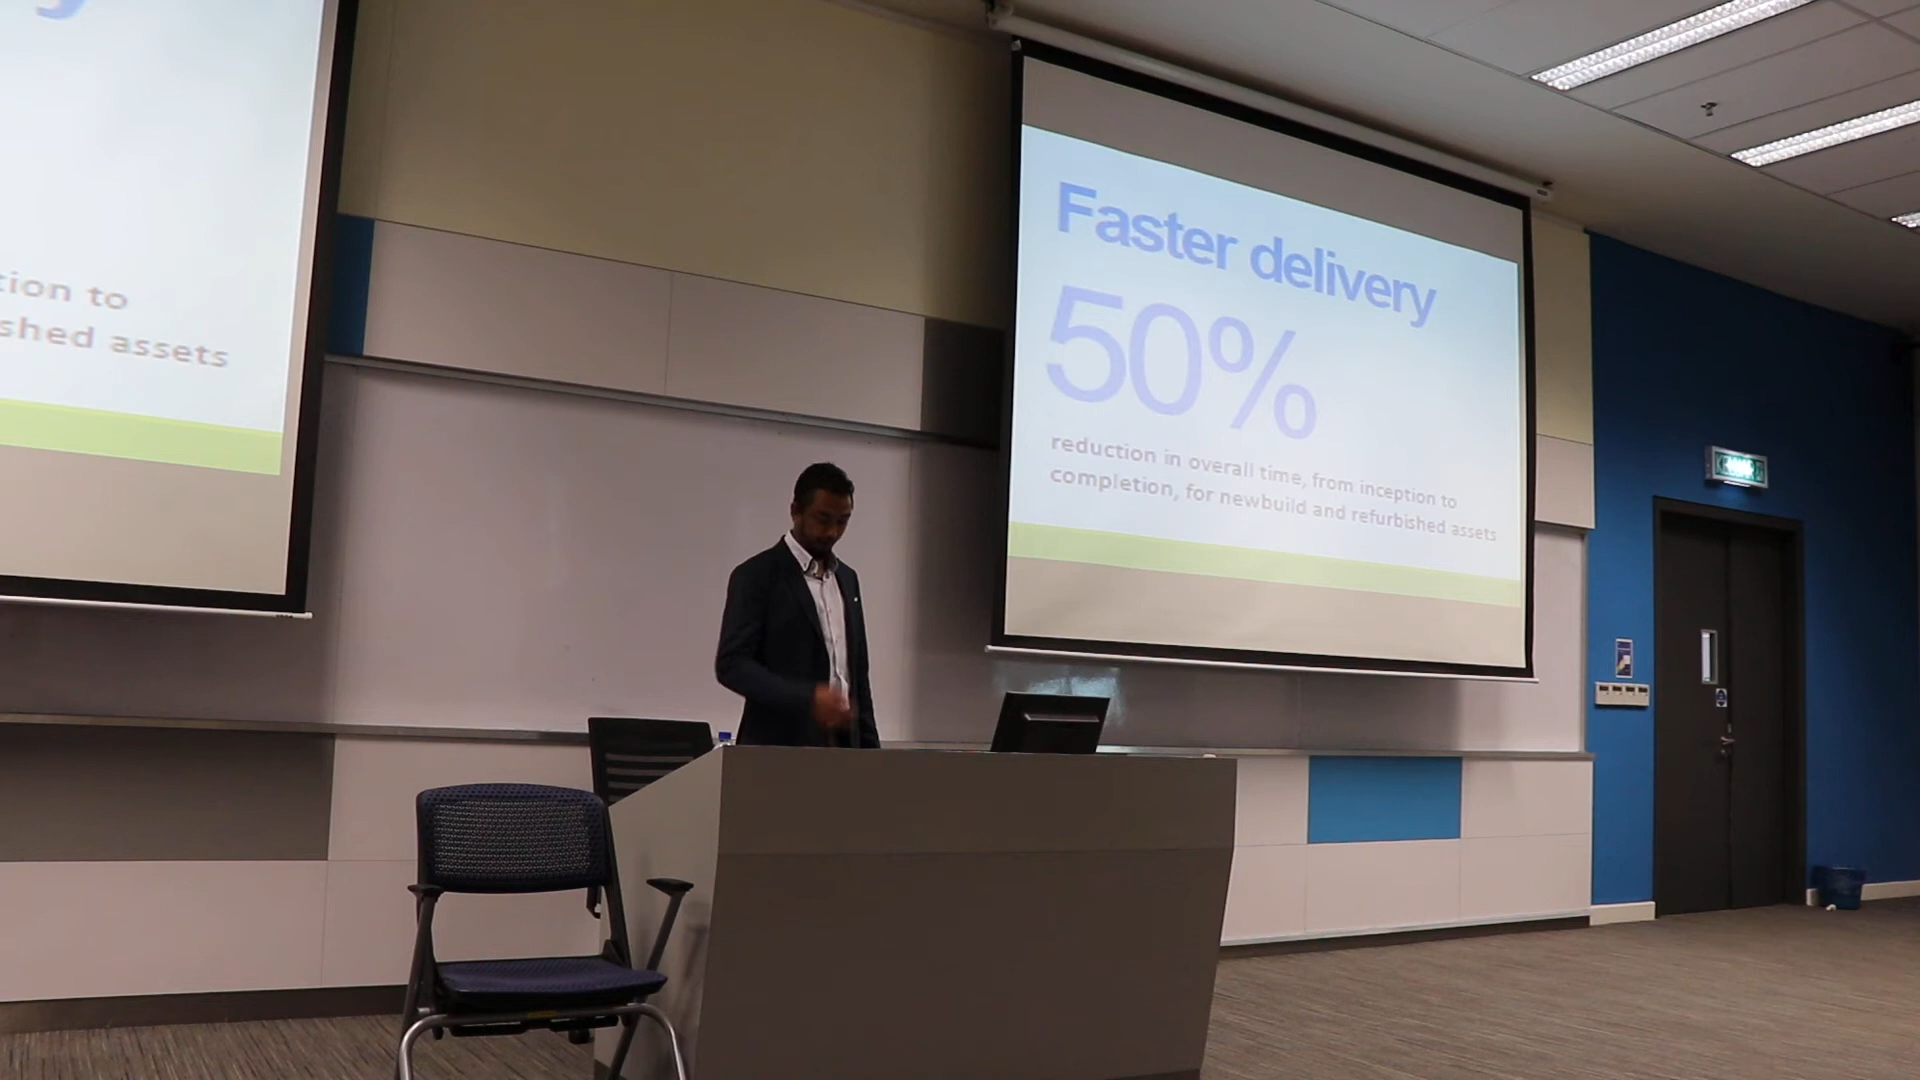 y
tion to
shed assets
Faster delivery
50%
reduction in overall time, from inception to
completion, for newbuild and refurbished assets